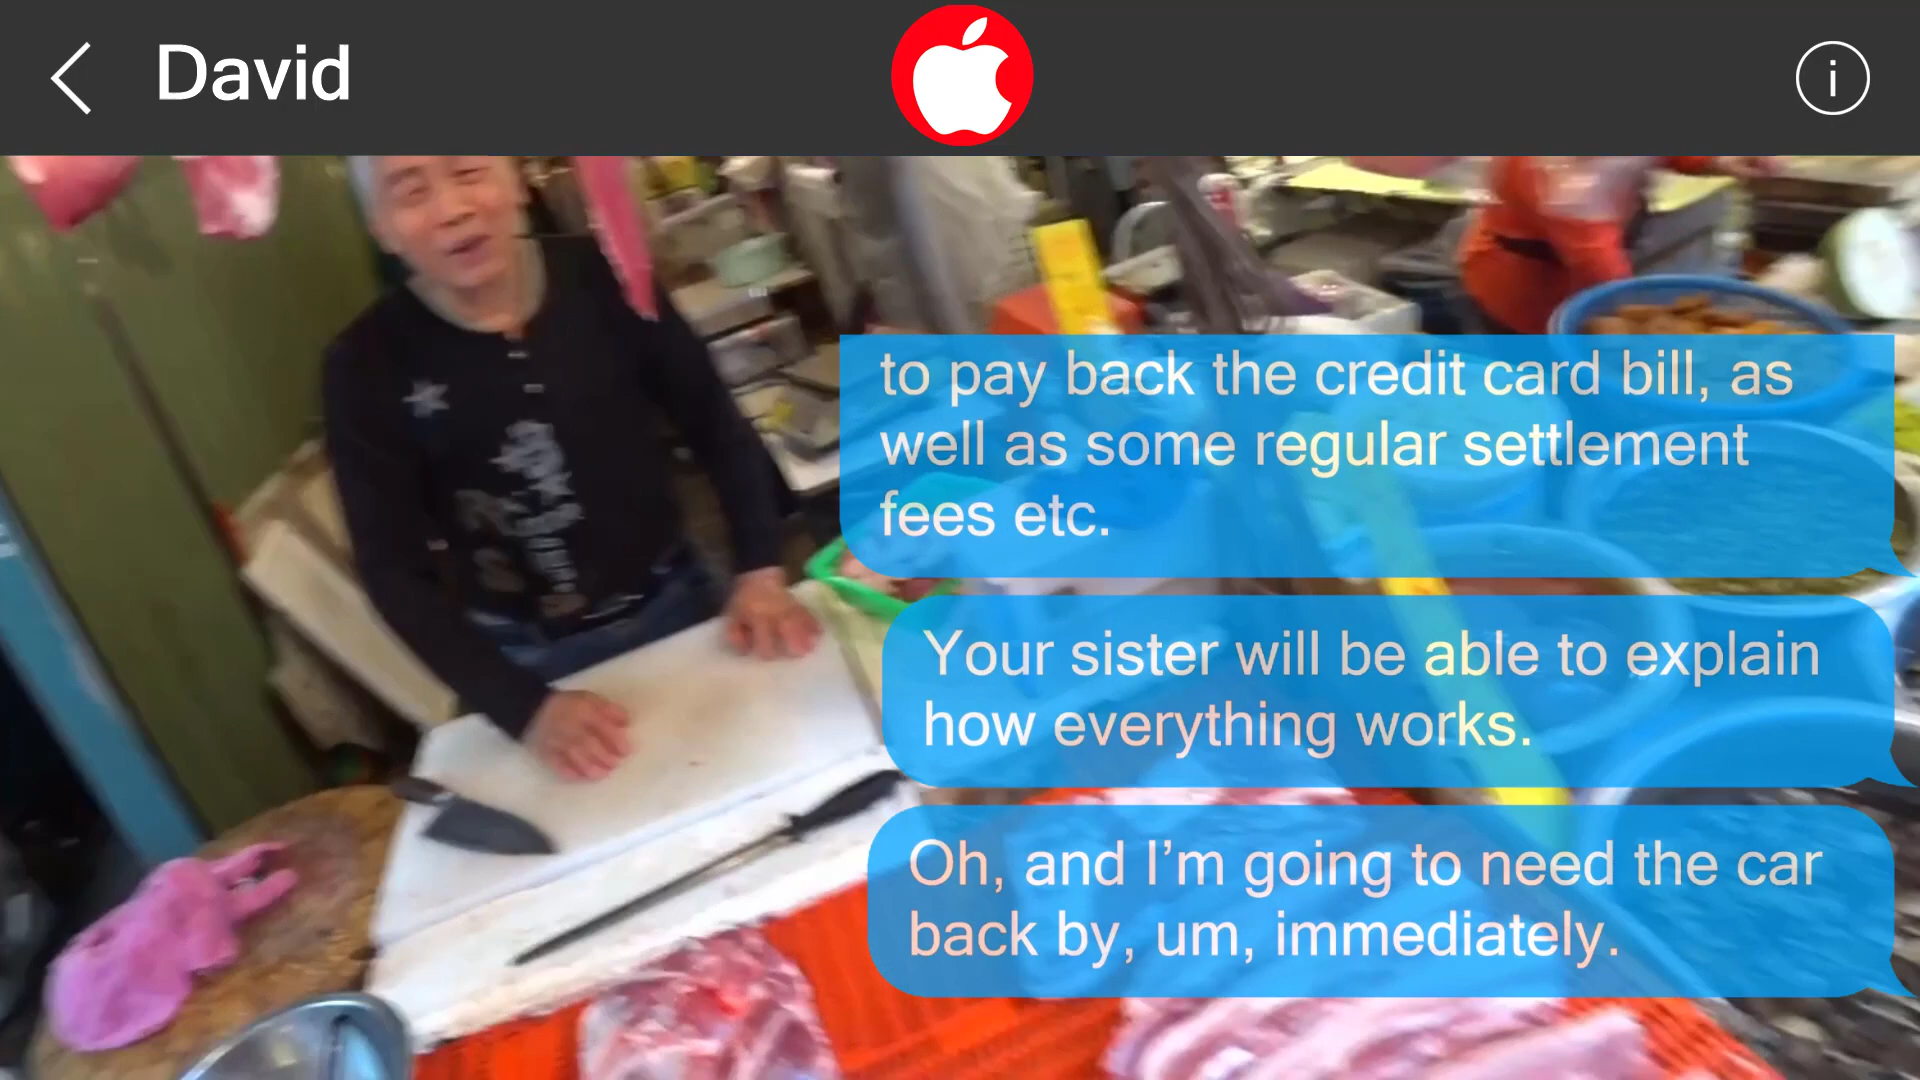 David
to pay back the credit card bill, as
well as some regular settlement
fees etc.
Your sister will be able to explain
how everything works.
Oh, and I’m going to need the car
back by, um, immediately.